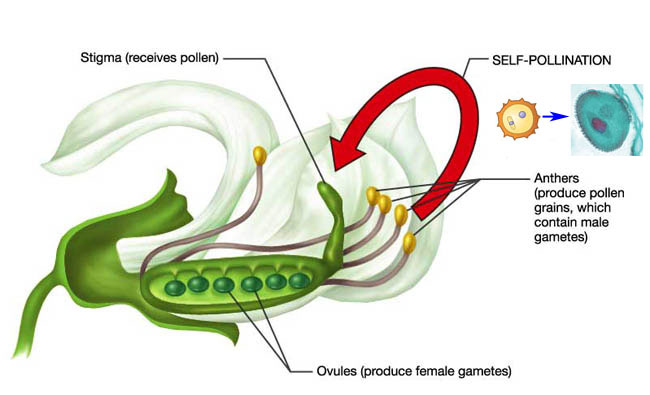 Stigma (receives pollen)
SELF-POLLINATION
Anthers
(produce pollen
grains, which
contain male
gametes)
Ovules (produce female gametes)